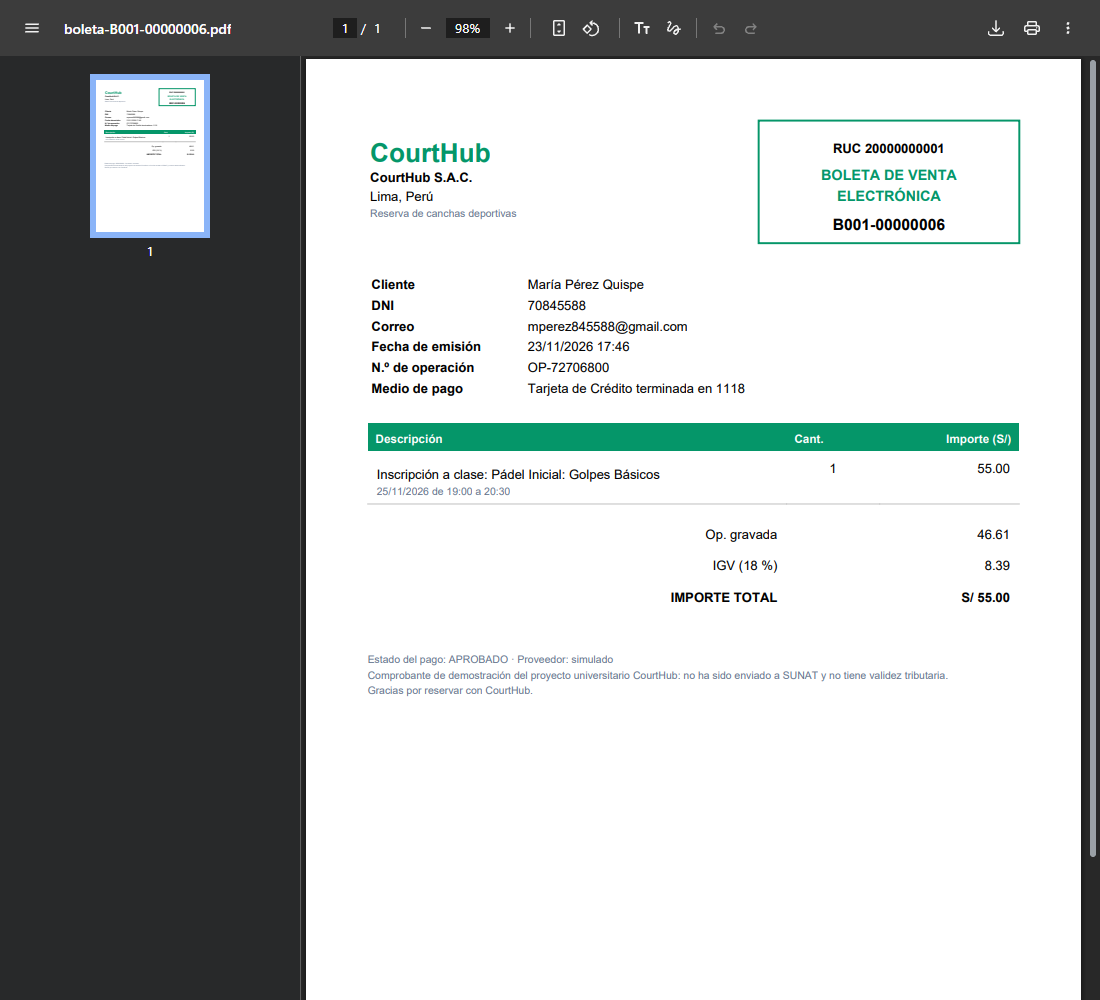 boleta-B001-00000006.pdf
1 / 1
98%
CourtHub
CourtHub S.A.C.
Lima, Perú
Reserva de canchas deportivas
RUC 20000000001
BOLETA DE VENTA
ELECTRÓNICA
B001-00000006
Cliente María Pérez Quispe
DNI 70845588
Correo mperez845588@gmail.com
Fecha de emisión 23/11/2026 17:46
N.º de operación OP-72706800
Medio de pago Tarjeta de Crédito terminada en 1118
Descripción Cant. Importe (S/)
Inscripción a clase: Pádel Inicial: Golpes Básicos 1 55.00
25/11/2026 de 19:00 a 20:30
Op. gravada 46.61
IGV (18 %) 8.39
IMPORTE TOTAL S/ 55.00
Estado del pago: APROBADO · Proveedor: simulado
Comprobante de demostración del proyecto universitario CourtHub: no ha sido enviado a SUNAT y no tiene validez tributaria.
Gracias por reservar con CourtHub.
1